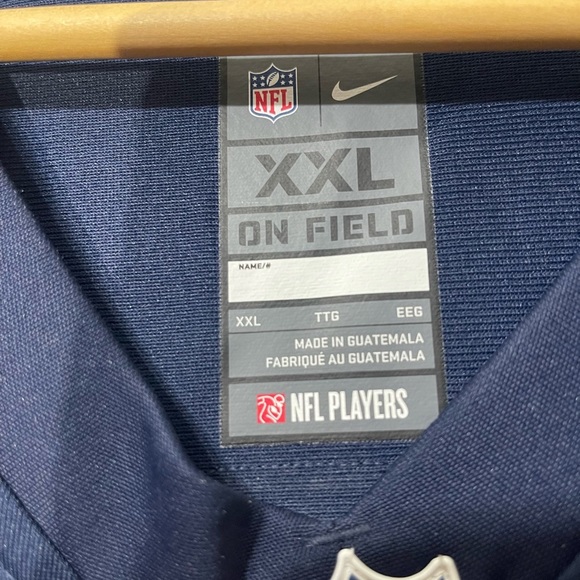 NFL
XXL
ON FIELD
NAME/#
XXL TTG EEG
MADE IN GUATEMALA
FABRIQUÉ AU GUATEMALA
NFL PLAYERS